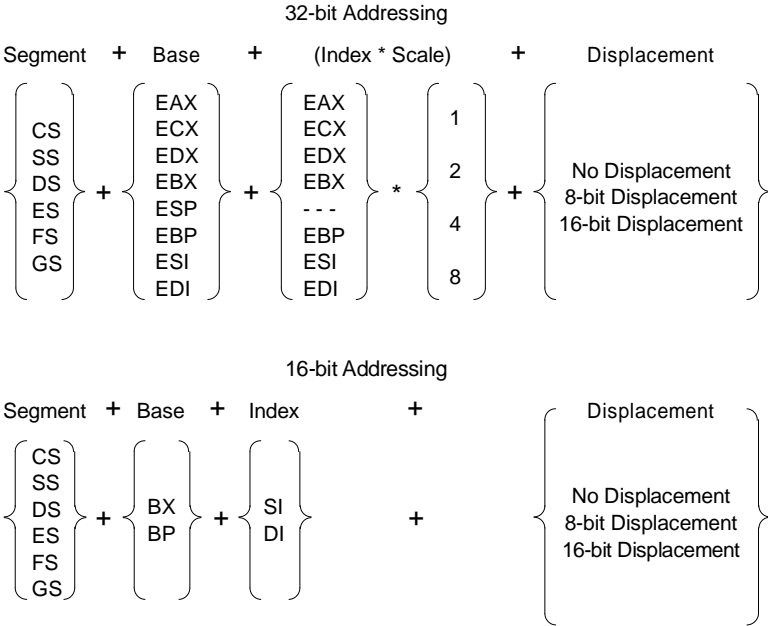 32-bit Addressing
Segment + Base + (Index * Scale) + Displacement
EAX EAX
CS ECX ECX 1
SS EDX EDX
DS EBX EBX 2 No Displacement
+ + * + 
ES ESP - - - 8-bit Displacement
FS EBP EBP 4 16-bit Displacement
GS ESI ESI
EDI EDI 8
16-bit Addressing
Segment + Base + Index + Displacement
CS
SS
DS BX SI No Displacement
+ + +
ES BP DI 8-bit Displacement
FS 16-bit Displacement
GS